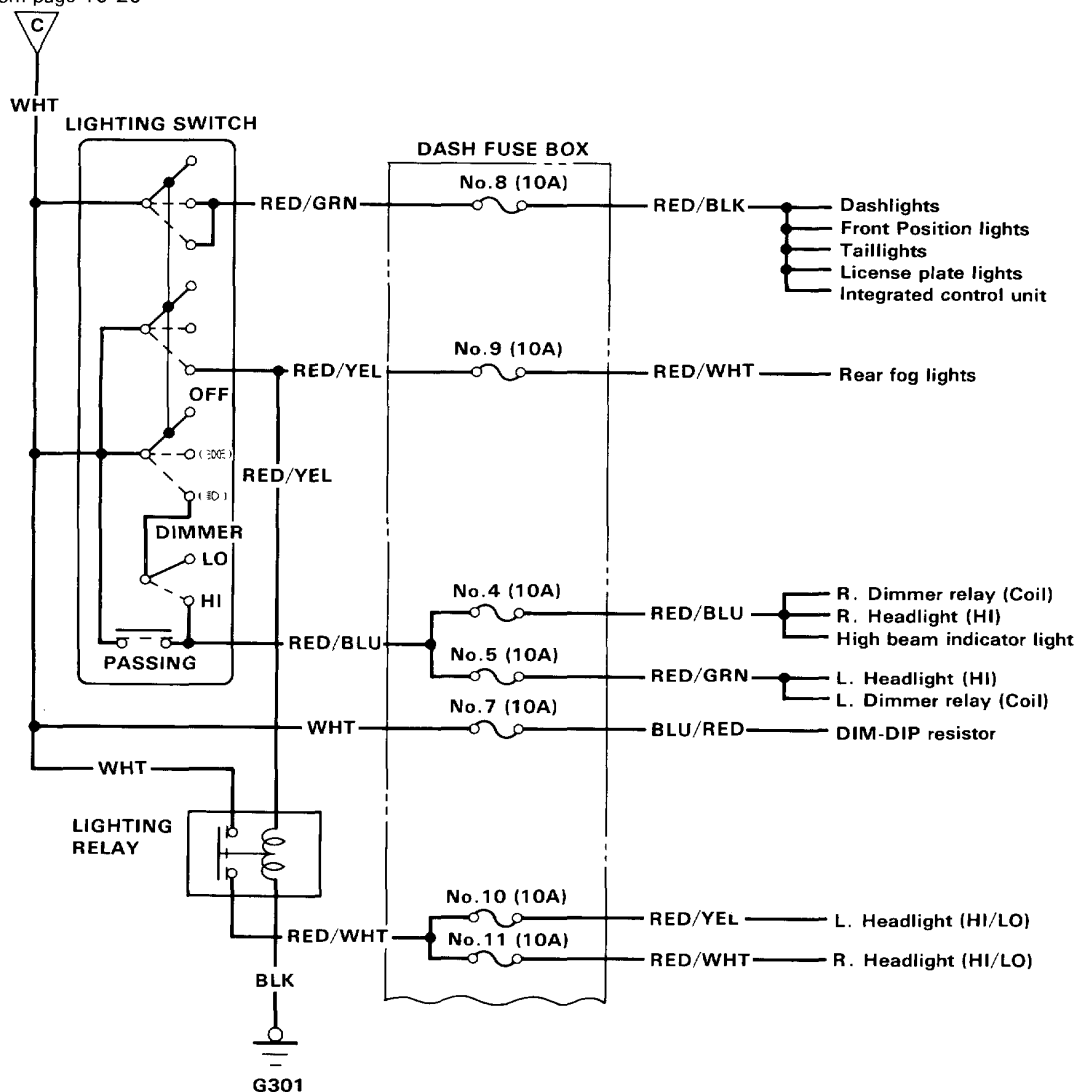 C
WHT
LIGHTING SWITCH
DASH FUSE BOX
RED/GRN
No.8 (10A)
RED/BLK
Dashlights
Front Position lights
Taillights
License plate lights
Integrated control unit
RED/YEL
No.9 (10A)
RED/WHT
Rear fog lights
OFF
RED/YEL
DIMMER
LO
HI
PASSING
RED/BLU
No.4 (10A)
RED/BLU
R. Dimmer relay (Coil)
R. Headlight (HI)
High beam indicator light
No.5 (10A)
RED/GRN
L. Headlight (HI)
L. Dimmer relay (Coil)
WHT
No.7 (10A)
BLU/RED
DIM-DIP resistor
WHT
LIGHTING
RELAY
RED/WHT
No.10 (10A)
RED/YEL
L. Headlight (HI/LO)
No.11 (10A)
RED/WHT
R. Headlight (HI/LO)
BLK
G301